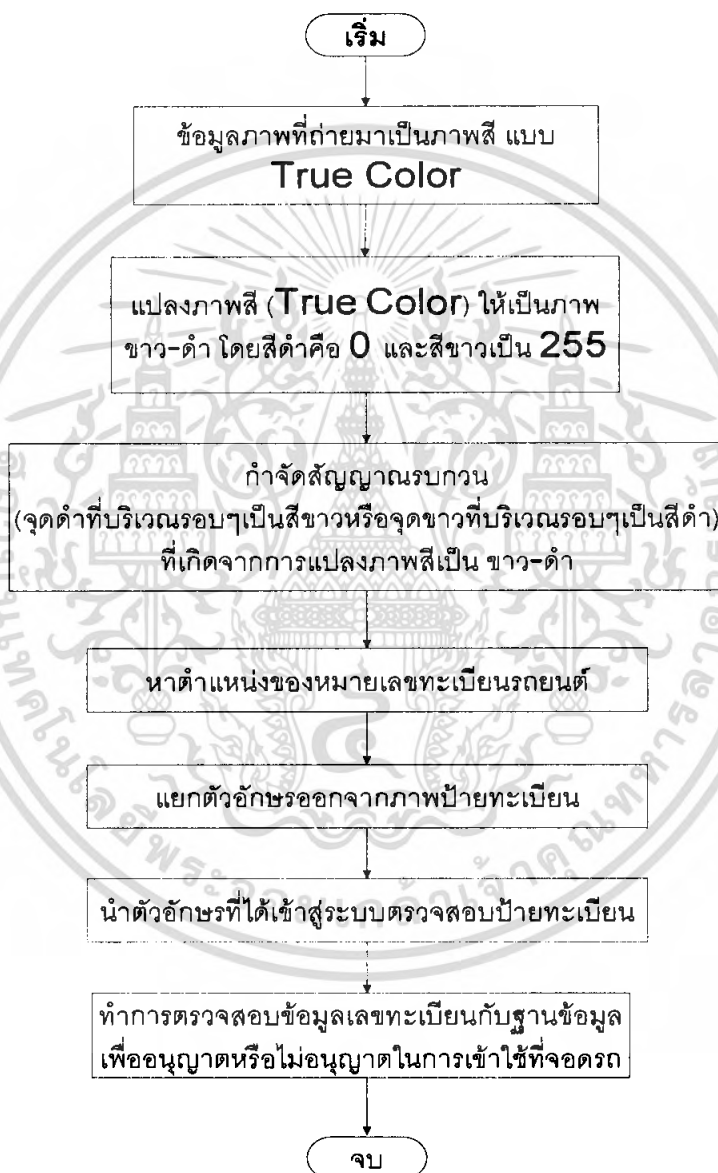 เริ่ม
ข้อมูลภาพที่ถ่ายมาเป็นภาพสี แบบ
True Color
แปลงภาพสี (True Color) ให้เป็นภาพ
ขาว-ดำ โดยสีดำคือ 0 และสีขาวเป็น 255
กำจัดสัญญาณรบกวน
(จุดดำที่บริเวณรอบๆเป็นสีขาวหรือจุดขาวที่บริเวณรอบๆเป็นสีดำ)
ที่เกิดจากการแปลงภาพสีเป็น ขาว-ดำ
หาตำแหน่งของหมายเลขทะเบียนรถยนต์
แยกตัวอักษรออกจากภาพป้ายทะเบียน
นำตัวอักษรที่ได้เข้าสู่ระบบตรวจสอบป้ายทะเบียน
ทำการตรวจสอบข้อมูลเลขทะเบียนกับฐานข้อมูล
เพื่ออนุญาตหรือไม่อนุญาตในการเข้าใช้ที่จอดรถ
จบ